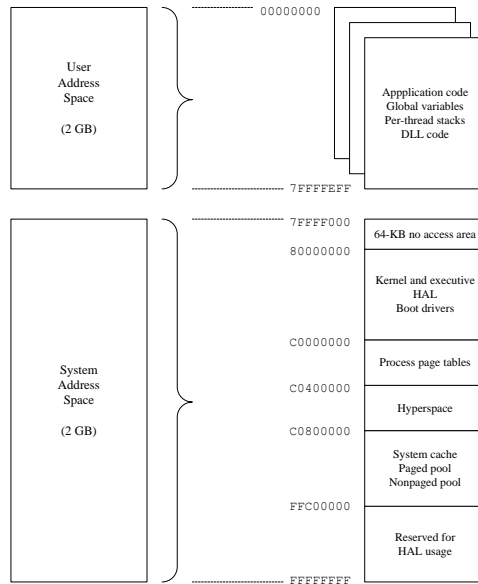 00000000
User
Address
Space
(2 GB)
Appplication code
Global variables
Per-thread stacks
DLL code
7FFFFEFF
7FFFF000
64-KB no access area
80000000
Kernel and executive
HAL
Boot drivers
C0000000
Process page tables
System
Address
Space
(2 GB)
C0400000
Hyperspace
C0800000
System cache
Paged pool
Nonpaged pool
FFC00000
Reserved for
HAL usage
FFFFFFFF